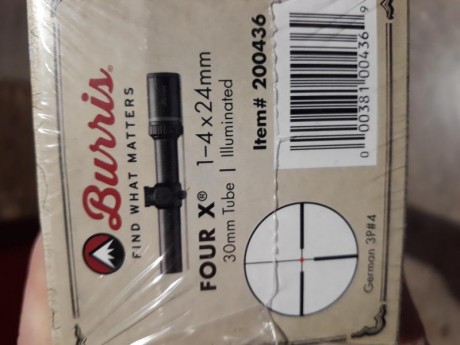 Burris®
FIND WHAT MATTERS
FOUR X® 1-4x24mm
30mm Tube | Illuminated
Item# 200436
0 00381 00436 9
German 3P#4